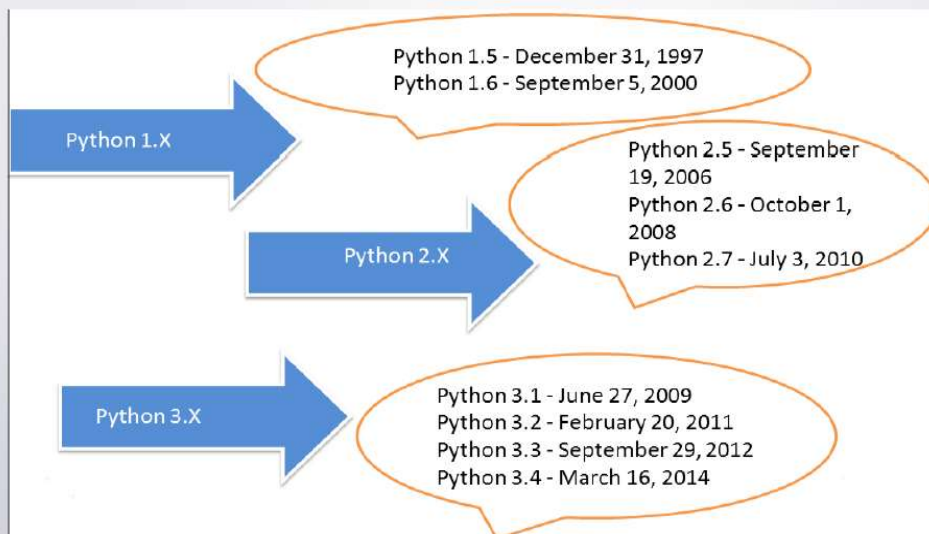 Python 1.5 - December 31, 1997
Python 1.6 - September 5, 2000
Python 1.X
Python 2.5 - September
19, 2006
Python 2.6 - October 1,
2008
Python 2.7 - July 3, 2010
Python 2.X
Python 3.1 - June 27, 2009
Python 3.2 - February 20, 2011
Python 3.3 - September 29, 2012
Python 3.4 - March 16, 2014
Python 3.X